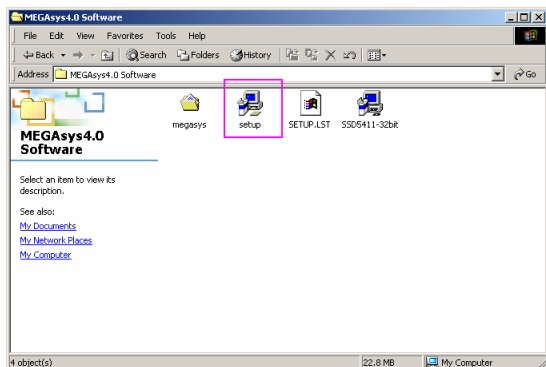 MEGAsys4.0 Software
File Edit View Favorites Tools Help
Back Search Folders History
Address MEGAsys4.0 Software Go
megasys setup SETUP.LST SSD5411-32bit
MEGAsys4.0
Software
Select an item to view its
description.
See also:
My Documents
My Network Places
My Computer
4 object(s) 22.8 MB My Computer